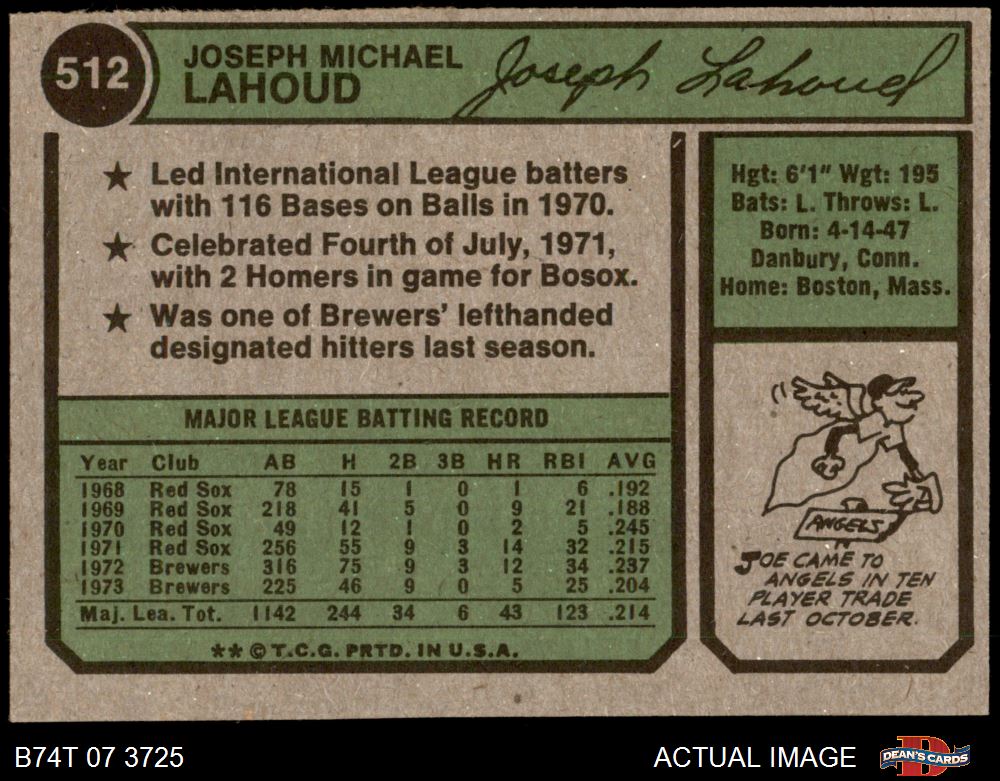 512
JOSEPH MICHAEL
LAHOUD
Joseph Lahoud
★ Led International League batters
with 116 Bases on Balls in 1970.
★ Celebrated Fourth of July, 1971,
with 2 Homers in game for Bosox.
★ Was one of Brewers' lefthanded
designated hitters last season.
Hgt: 6'1" Wgt: 195
Bats: L. Throws: L.
Born: 4-14-47
Danbury, Conn.
Home: Boston, Mass.
MAJOR LEAGUE BATTING RECORD
Year Club AB H 2B 3B HR RBI AVG
1968 Red Sox 78 15 1 0 1 6 .192
1969 Red Sox 218 41 5 0 9 21 .188
1970 Red Sox 49 12 1 0 2 5 .245
1971 Red Sox 256 55 9 3 14 32 .215
1972 Brewers 316 75 9 3 12 34 .237
1973 Brewers 225 46 9 0 5 25 .204
Maj. Lea. Tot. 1142 244 34 6 43 123 .214
** © T.C.G. PRTD. IN U.S.A.
ANGELS
JOE CAME TO
ANGELS IN TEN
PLAYER TRADE
LAST OCTOBER.
B74T 07 3725
ACTUAL IMAGE
DEAN'S CARDS